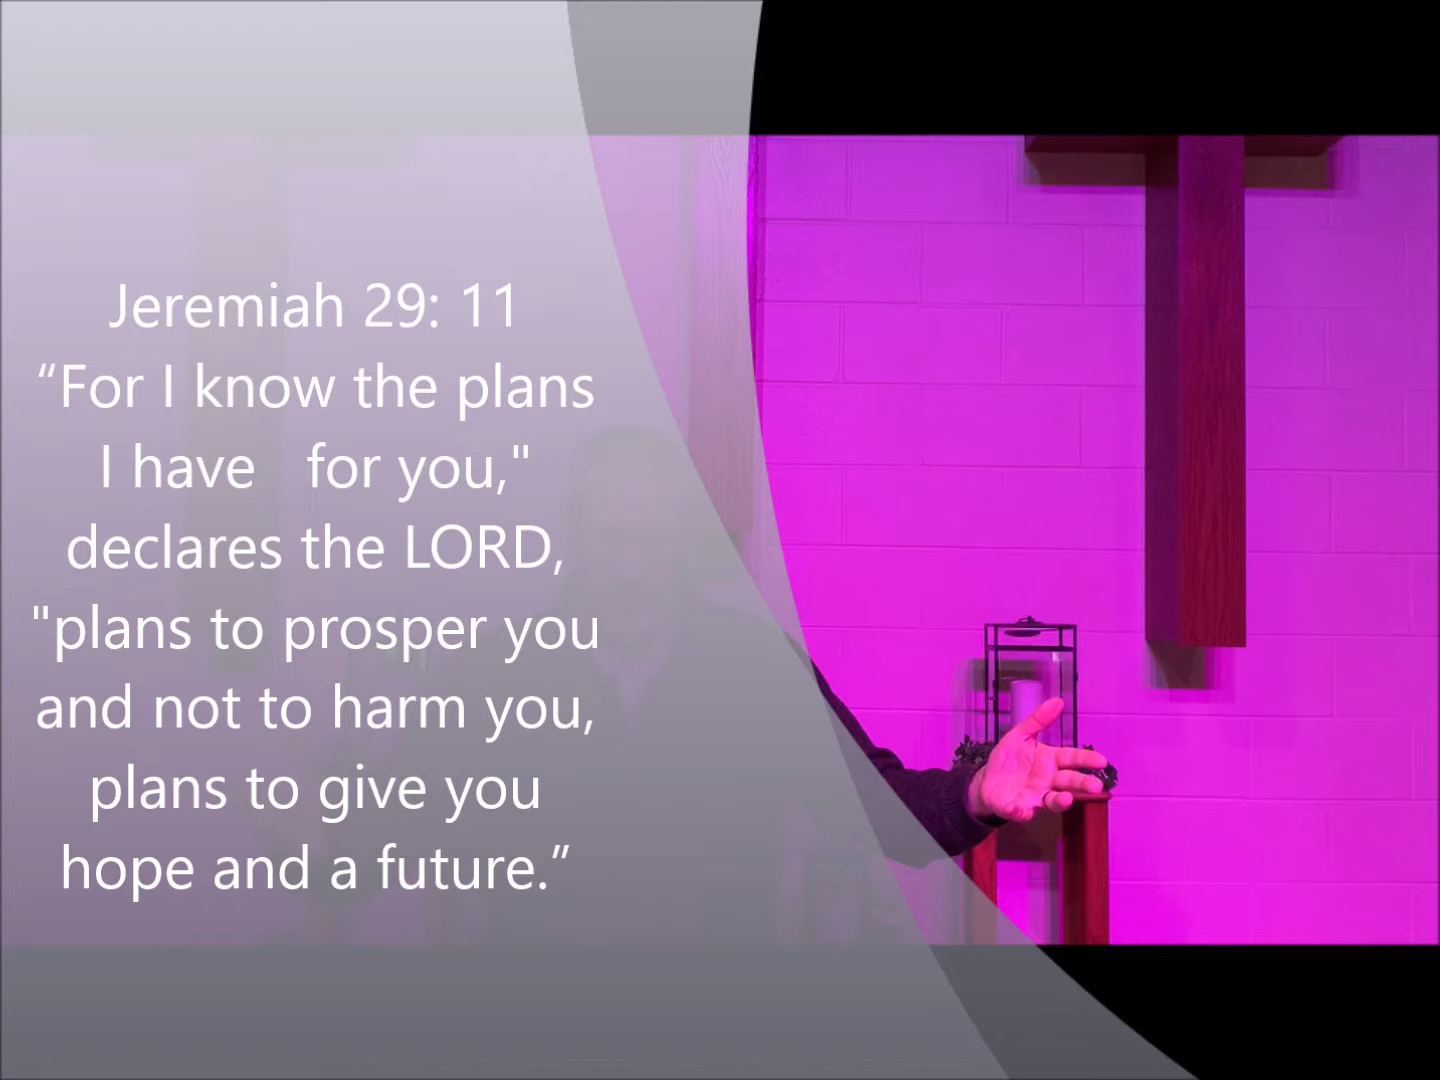 Jeremiah 29: 11
“For I know the plans
I have   for you,"
declares the LORD,
"plans to prosper you
and not to harm you,
plans to give you
hope and a future.”